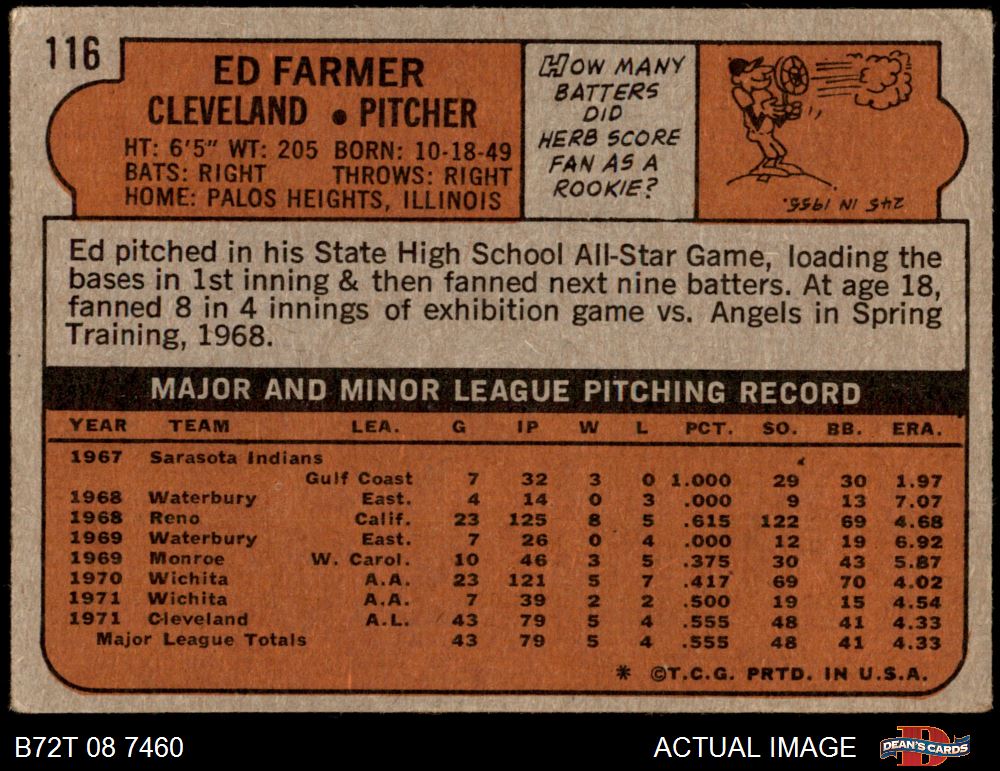 116
ED FARMER
CLEVELAND • PITCHER
HT: 6'5" WT: 205 BORN: 10-18-49
BATS: RIGHT THROWS: RIGHT
HOME: PALOS HEIGHTS, ILLINOIS
HOW MANY
BATTERS
DID
HERB SCORE
FAN AS A
ROOKIE?
245 IN 1955.
Ed pitched in his State High School All-Star Game, loading the
bases in 1st inning & then fanned next nine batters. At age 18,
fanned 8 in 4 innings of exhibition game vs. Angels in Spring
Training, 1968.
MAJOR AND MINOR LEAGUE PITCHING RECORD
YEAR TEAM LEA. G IP W L PCT. SO. BB. ERA.
1967 Sarasota Indians
Gulf Coast 7 32 3 0 1.000 29 30 1.97
1968 Waterbury East. 4 14 0 3 .000 9 13 7.07
1968 Reno Calif. 23 125 8 5 .615 122 69 4.68
1969 Waterbury East. 7 26 0 4 .000 12 19 6.92
1969 Monroe W. Carol. 10 46 3 5 .375 30 43 5.87
1970 Wichita A.A. 23 121 5 7 .417 69 70 4.02
1971 Wichita A.A. 7 39 2 2 .500 19 15 4.54
1971 Cleveland A.L. 43 79 5 4 .555 48 41 4.33
Major League Totals 43 79 5 4 .555 48 41 4.33
* ©T.C.G. PRTD. IN U.S.A.
B72T 08 7460 ACTUAL IMAGE DEAN'S CARDS